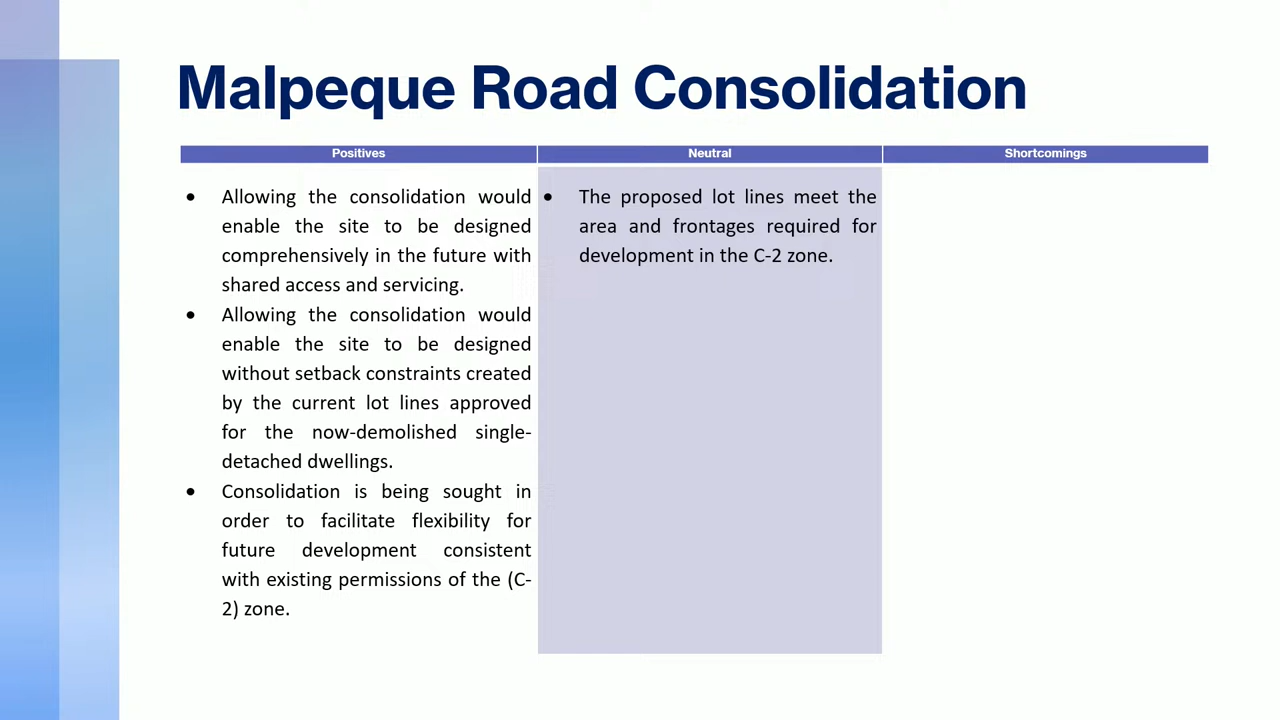 Malpeque Road Consolidation
Positives
Neutral
Shortcomings
• Allowing the consolidation would
enable the site to be designed
comprehensively in the future with
shared access and servicing.
• Allowing the consolidation would
enable the site to be designed
without setback constraints created
by the current lot lines approved
for the now-demolished single-
detached dwellings.
• Consolidation is being sought in
order to facilitate flexibility for
future development consistent
with existing permissions of the (C-
2) zone.
• The proposed lot lines meet the
area and frontages required for
development in the C-2 zone.